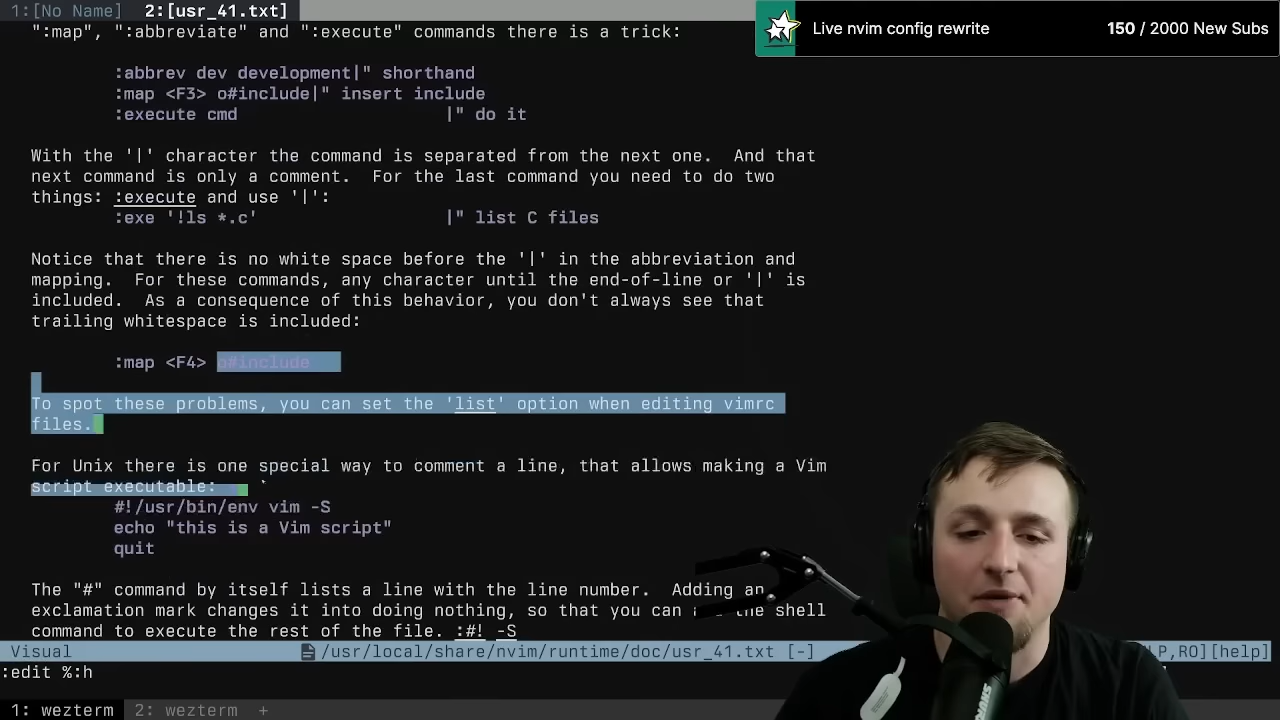 1:[No Name]  2:[usr_41.txt]
Live nvim config rewrite 150 / 2000 New Subs
":map", ":abbreviate" and ":execute" commands there is a trick:
:abbrev dev development|" shorthand
:map <F3> o#include|" insert include
:execute cmd |" do it
With the '|' character the command is separated from the next one.  And that
next command is only a comment.  For the last command you need to do two
things: :execute and use '|':
:exe '!ls *.c' |" list C files
Notice that there is no white space before the '|' in the abbreviation and
mapping.  For these commands, any character until the end-of-line or '|' is
included.  As a consequence of this behavior, you don't always see that
trailing whitespace is included:
:map <F4> o#include
To spot these problems, you can set the 'list' option when editing vimrc
files.
For Unix there is one special way to comment a line, that allows making a Vim
script executable:
#!/usr/bin/env vim -S
echo "this is a Vim script"
quit
The "#" command by itself lists a line with the line number.  Adding an
exclamation mark changes it into doing nothing, so that you can the shell
command to execute the rest of the file. :#! -S
Visual /usr/local/share/nvim/runtime/doc/usr_41.txt [-] P,RO][help]
:edit %:h
1: wezterm  2: wezterm  +